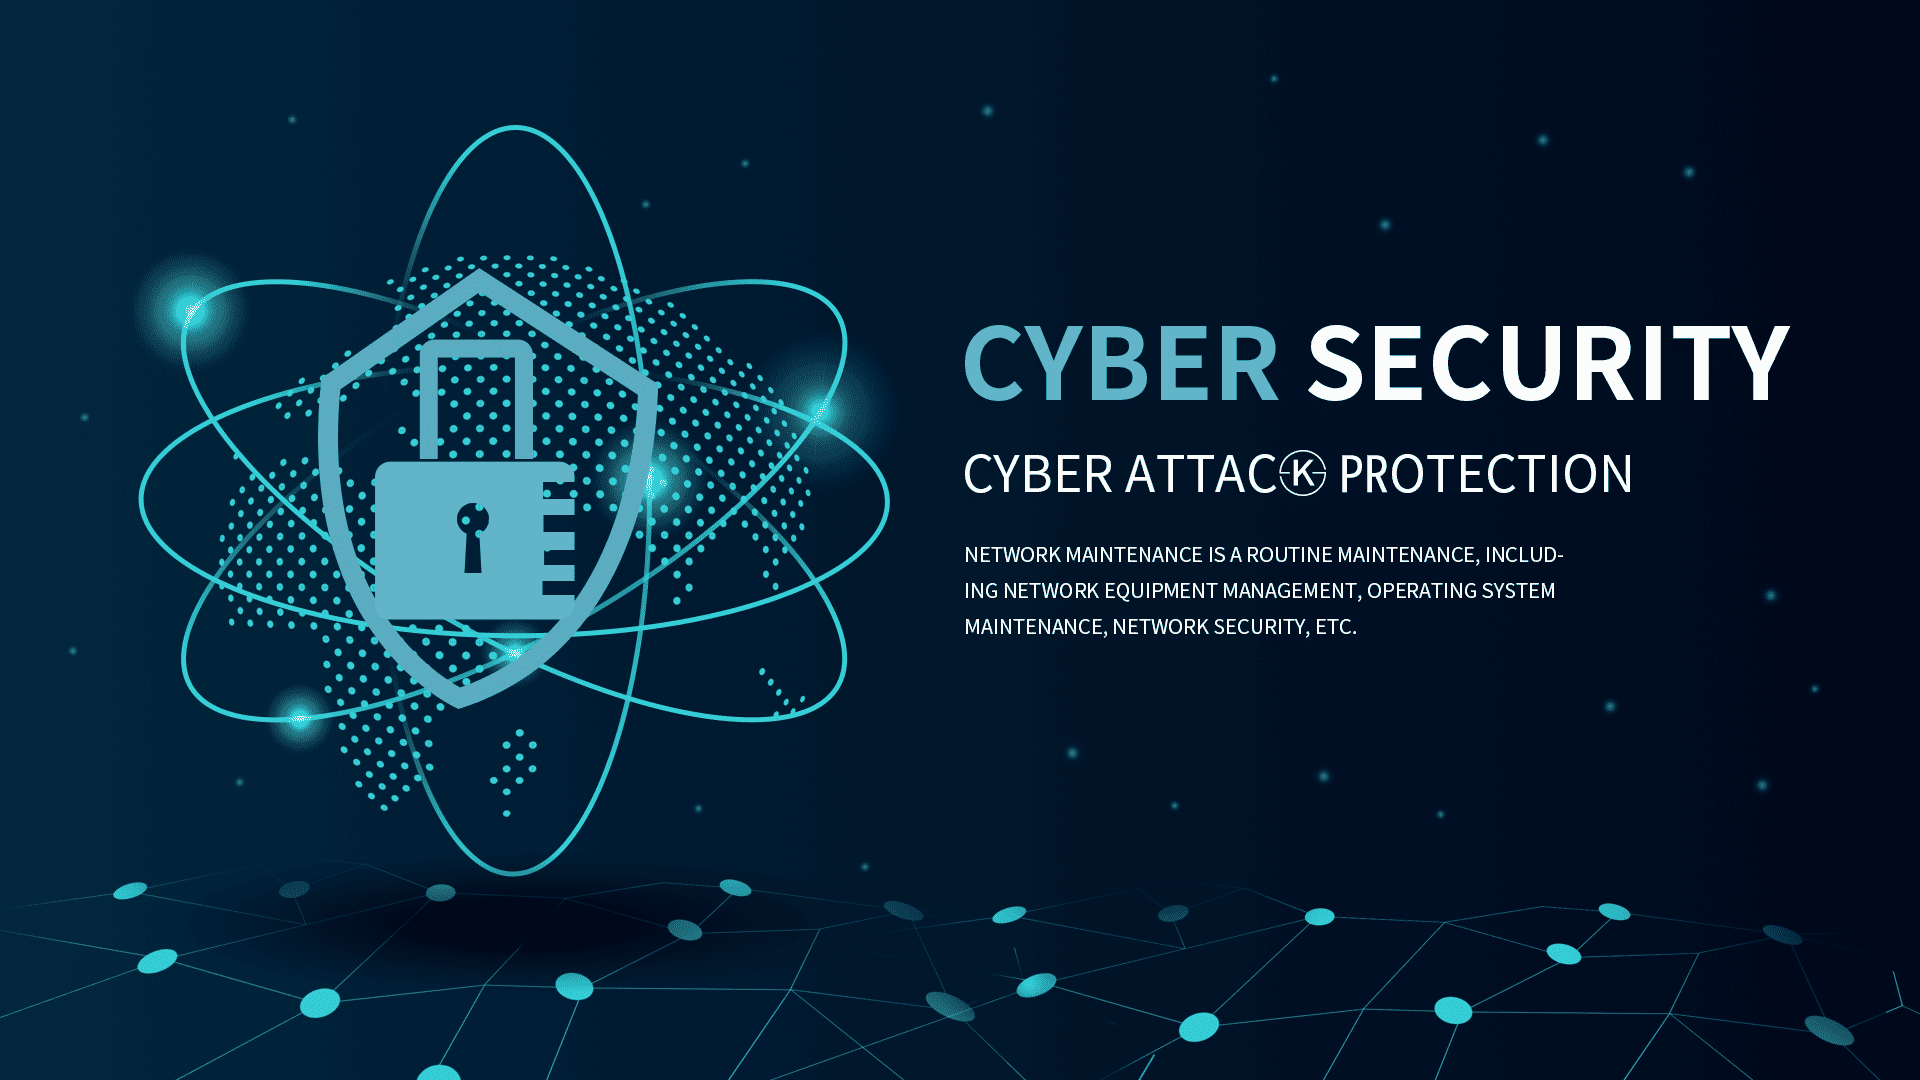 CYBER SECURITY
CYBER ATTACK PROTECTION
NETWORK MAINTENANCE IS A ROUTINE MAINTENANCE, INCLUD-
ING NETWORK EQUIPMENT MANAGEMENT, OPERATING SYSTEM
MAINTENANCE, NETWORK SECURITY, ETC.